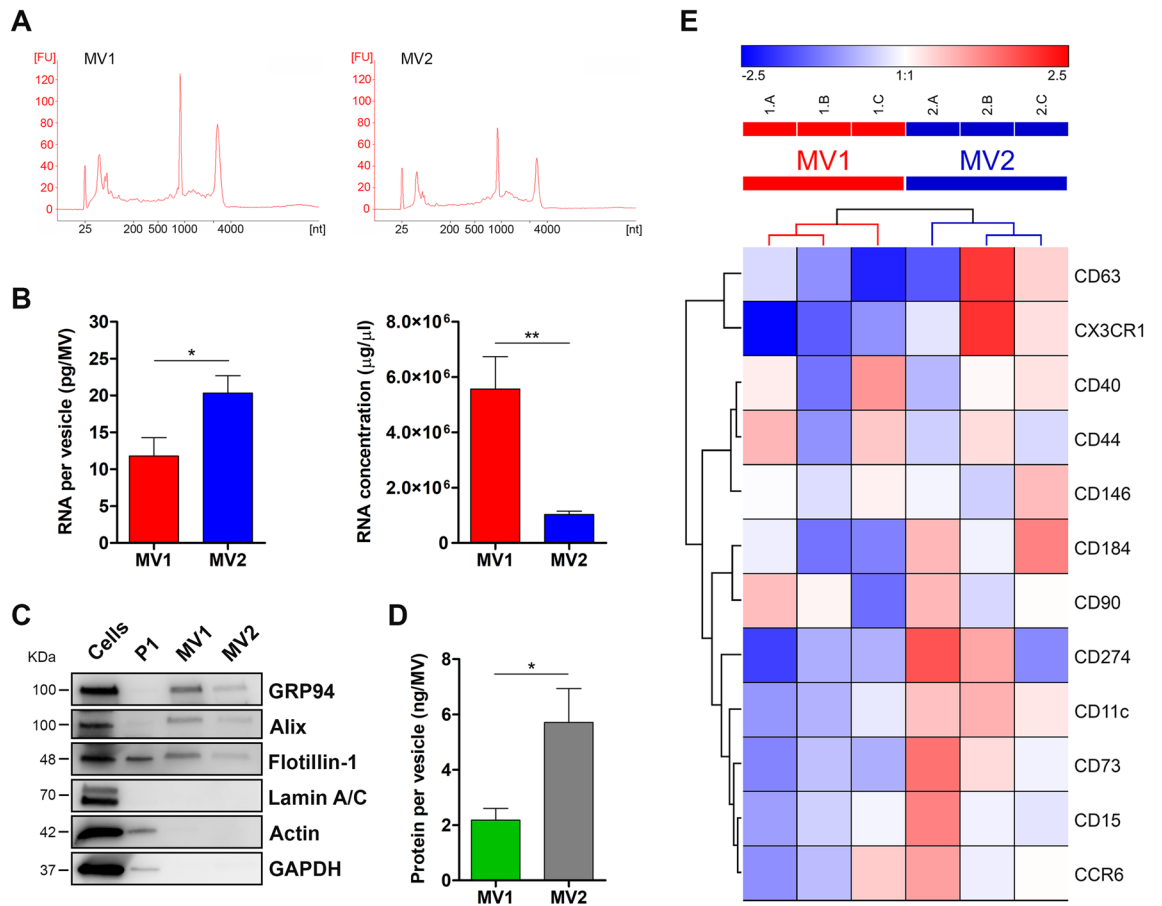 A
[FU]
MV1
120
100
80
60
40
20
0
25
200
500
1000
4000
[nt]
[FU]
MV2
120
100
80
60
40
20
0
25
200
500
1000
4000
[nt]
B
RNA per vesicle (pg/MV)
30
25
20
15
10
5
0
*
MV1
MV2
RNA concentration (µg/µl)
8.0×10⁶
6.0×10⁶
4.0×10⁶
2.0×10⁶
0
**
MV1
MV2
C
KDa
Cells
P1
MV1
MV2
100
GRP94
100
Alix
48
Flotillin-1
70
Lamin A/C
42
Actin
37
GAPDH
D
Protein per vesicle (ng/MV)
8
6
4
2
0
*
MV1
MV2
E
-2.5
1:1
2.5
1.A
1.B
1.C
2.A
2.B
2.C
MV1
MV2
CD63
CX3CR1
CD40
CD44
CD146
CD184
CD90
CD274
CD11c
CD73
CD15
CCR6